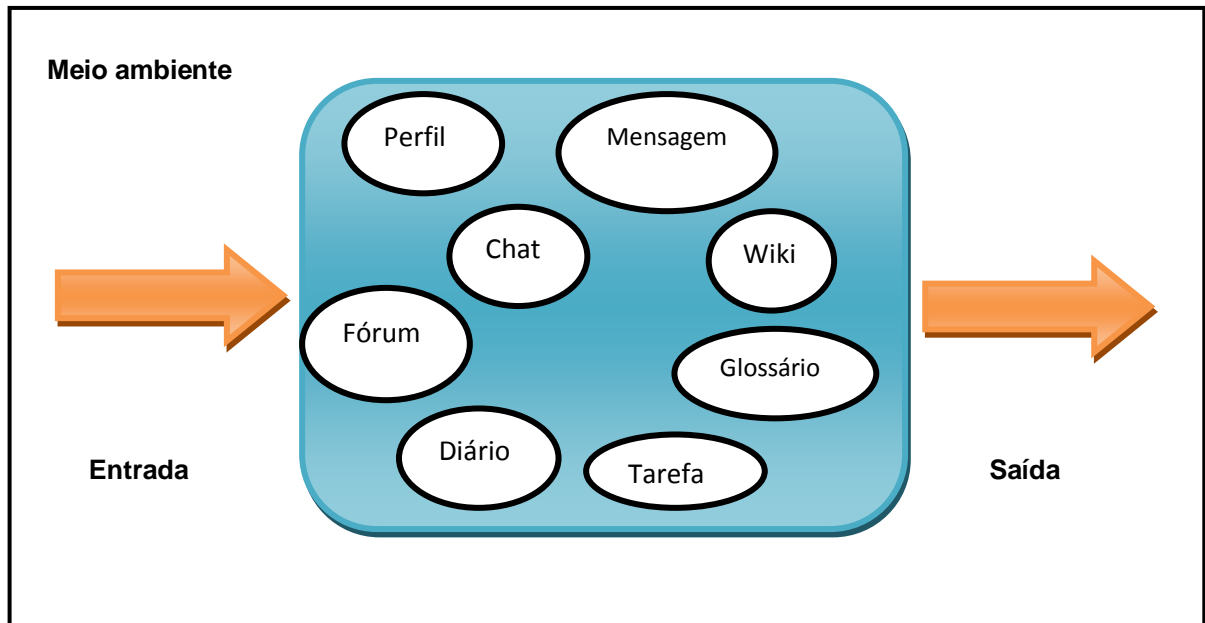 Meio ambiente
Perfil
Mensagem
Chat
Wiki
Fórum
Glossário
Diário
Tarefa
Entrada
Saída